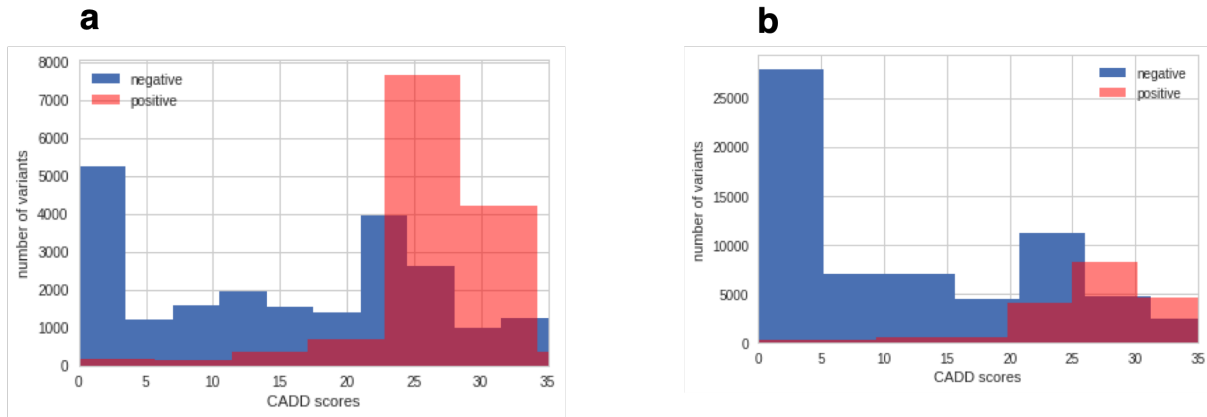 a
number of variants
8000
7000
6000
5000
4000
3000
2000
1000
0
negative
positive
0 5 10 15 20 25 30 35
CADD scores
b
number of variants
25000
20000
15000
10000
5000
0
negative
positive
0 5 10 15 20 25 30 35
CADD scores